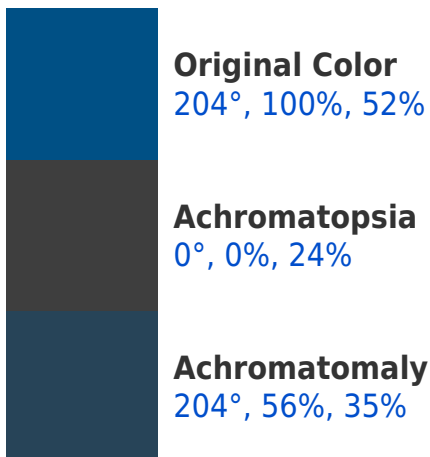 Original Color
204°, 100%, 52%
Achromatopsia
0°, 0%, 24%
Achromatomaly
204°, 56%, 35%